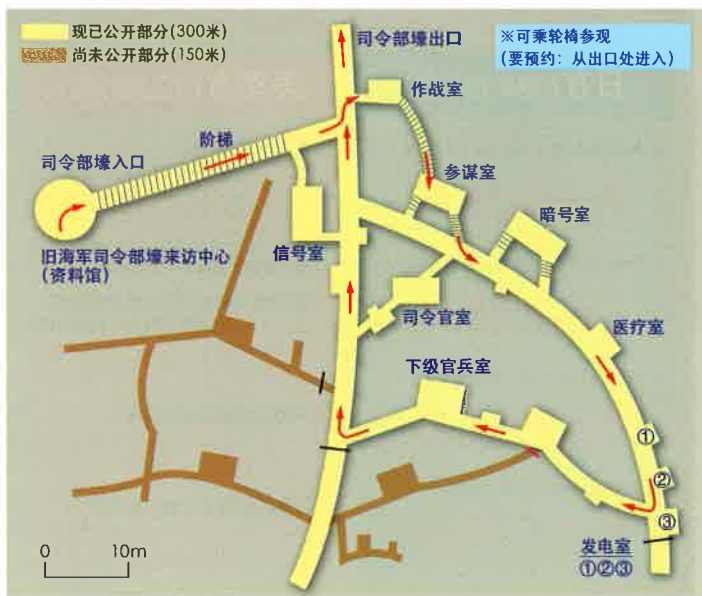 现已公开部分(300米)
尚未公开部分(150米)
※可乘轮椅参观
(要预约：从出口处进入)
司令部壕出口
作战室
阶梯
司令部壕入口
参谋室
暗号室
旧海军司令部壕来访中心
(资料馆)
信号室
司令官室
医疗室
下级官兵室
①
②
③
发电室
①②③
0 10m